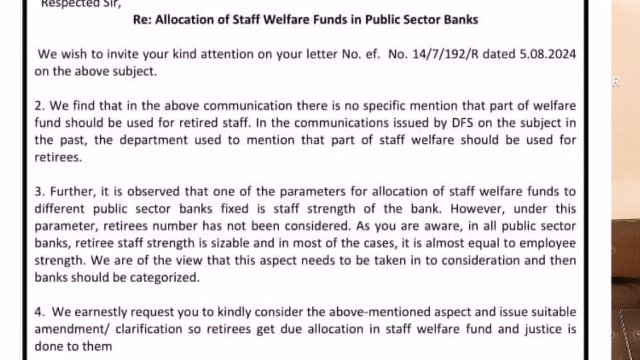 Respected Sir,
Re: Allocation of Staff Welfare Funds in Public Sector Banks
We wish to invite your kind attention on your letter No. ef. No. 14/7/192/R dated 5.08.2024
on the above subject.
2. We find that in the above communication there is no specific mention that part of welfare
fund should be used for retired staff. In the communications issued by DFS on the subject in
the past, the department used to mention that part of staff welfare should be used for
retirees.
3. Further, it is observed that one of the parameters for allocation of staff welfare funds to
different public sector banks fixed is staff strength of the bank. However, under this
parameter, retirees number has not been considered. As you are aware, in all public sector
banks, retiree staff strength is sizable and in most of the cases, it is almost equal to employee
strength. We are of the view that this aspect needs to be taken in to consideration and then
banks should be categorized.
4. We earnestly request you to kindly consider the above-mentioned aspect and issue suitable
amendment/ clarification so retirees get due allocation in staff welfare fund and justice is
done to them
R